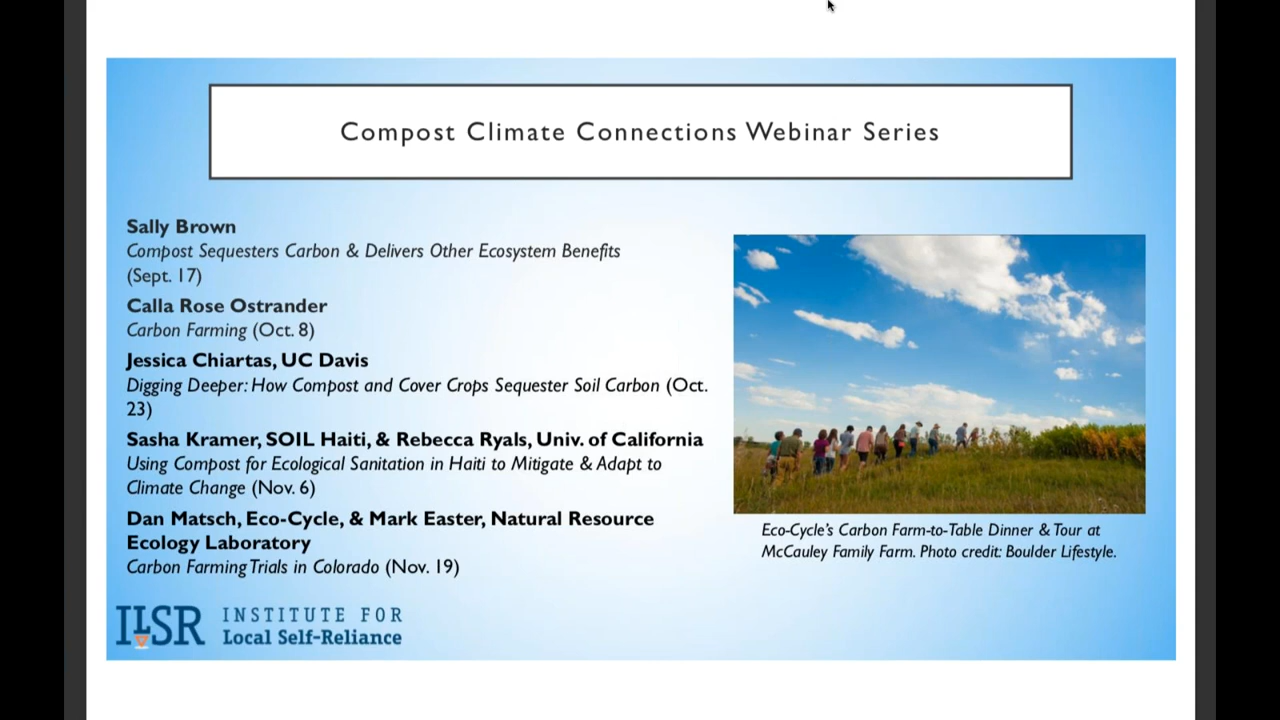 Compost Climate Connections Webinar Series
Sally Brown
Compost Sequesters Carbon & Delivers Other Ecosystem Benefits
(Sept. 17)
Calla Rose Ostrander
Carbon Farming (Oct. 8)
Jessica Chiartas, UC Davis
Digging Deeper: How Compost and Cover Crops Sequester Soil Carbon (Oct.
23)
Sasha Kramer, SOIL Haiti, & Rebecca Ryals, Univ. of California
Using Compost for Ecological Sanitation in Haiti to Mitigate & Adapt to
Climate Change (Nov. 6)
Dan Matsch, Eco-Cycle, & Mark Easter, Natural Resource
Ecology Laboratory
Carbon Farming Trials in Colorado (Nov. 19)
Eco-Cycle's Carbon Farm-to-Table Dinner & Tour at
McCauley Family Farm. Photo credit: Boulder Lifestyle.
ILSR
INSTITUTE FOR
Local Self-Reliance